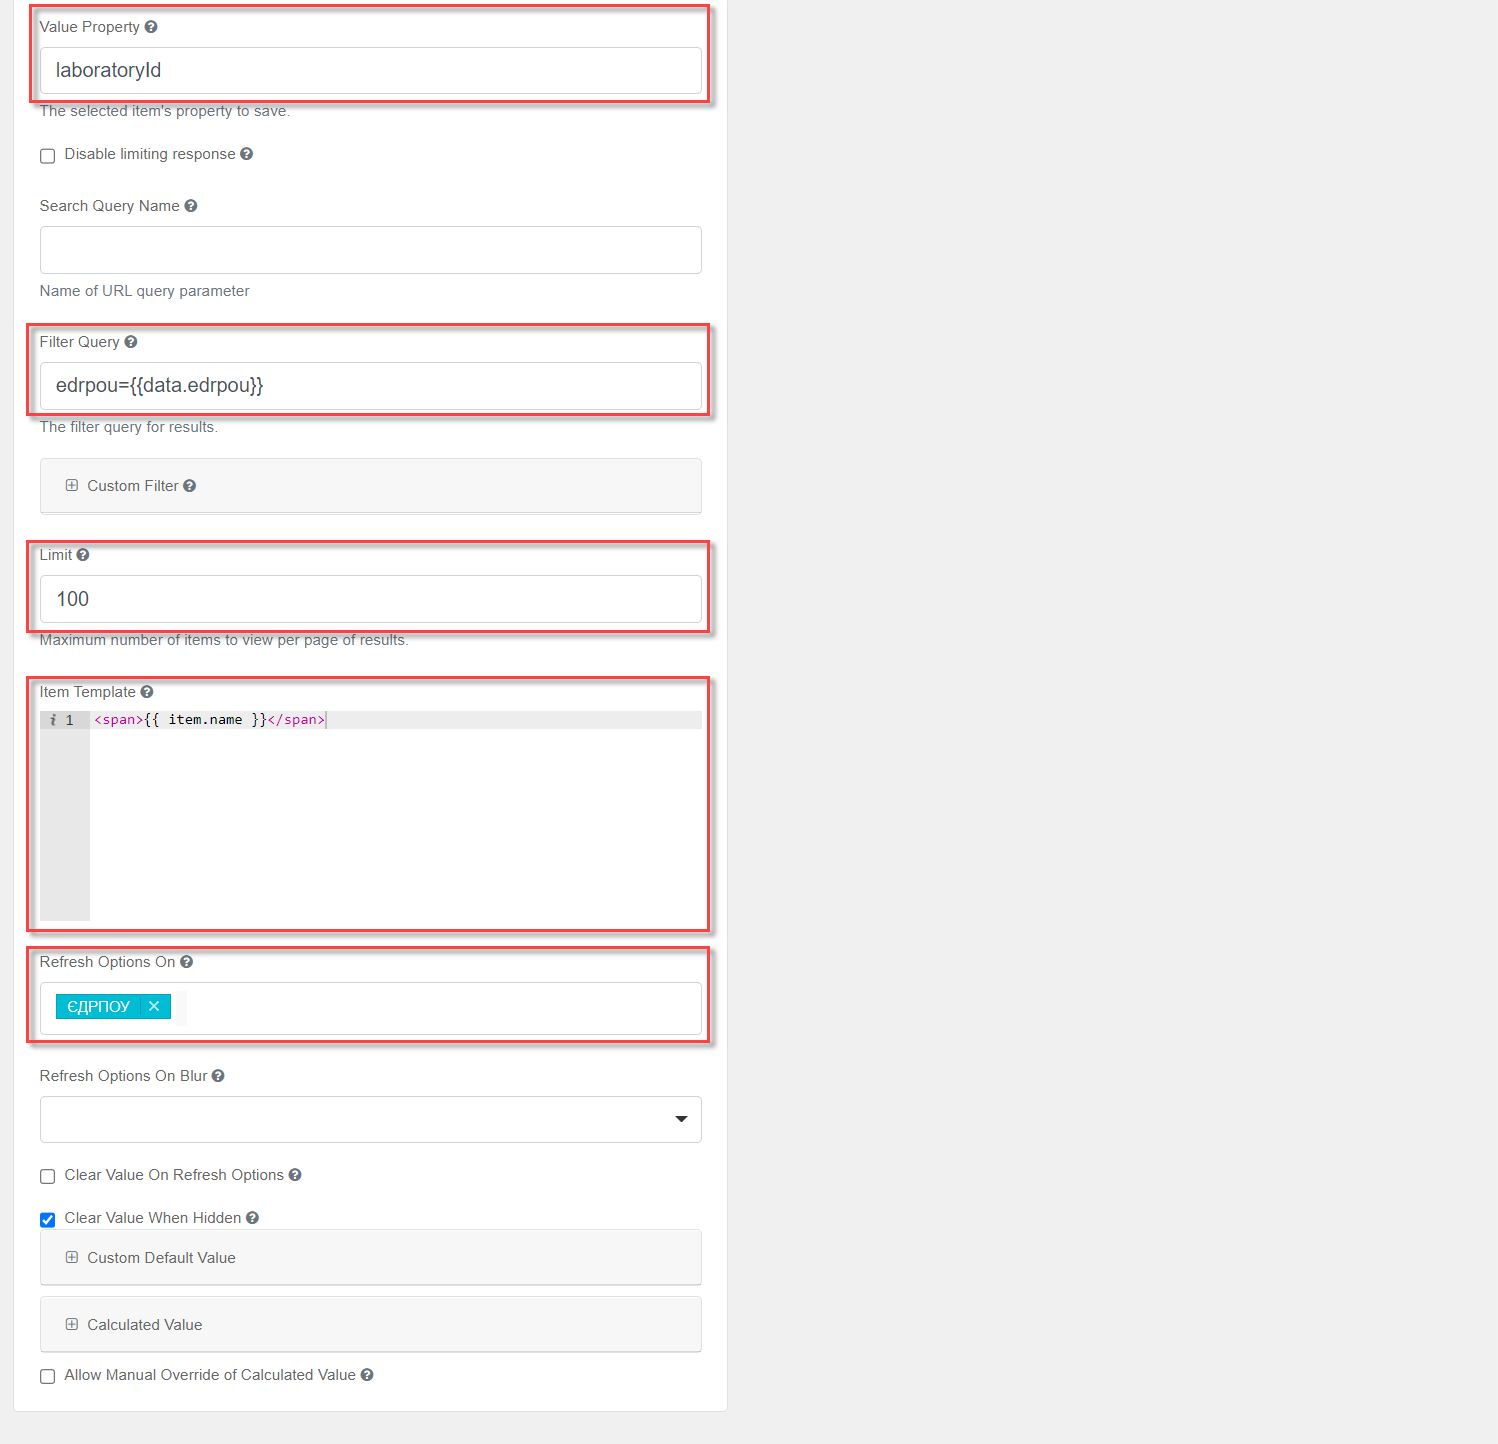 Value Property
laboratoryId
The selected item's property to save.
Disable limiting response
Search Query Name
Name of URL query parameter
Filter Query
edrpou={{data.edrpou}}
The filter query for results.
Custom Filter
Limit
100
Maximum number of items to view per page of results.
Item Template
i 1 <span>{{ item.name }}</span>
Refresh Options On
ЄДРПОУ ×
Refresh Options On Blur
Clear Value On Refresh Options
Clear Value When Hidden
Custom Default Value
Calculated Value
Allow Manual Override of Calculated Value